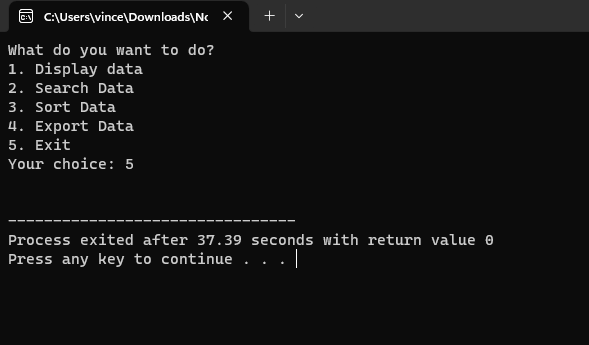 C:\Users\vince\Downloads\Nc
What do you want to do?
1. Display data
2. Search Data
3. Sort Data
4. Export Data
5. Exit
Your choice: 5
--------------------------------
Process exited after 37.39 seconds with return value 0
Press any key to continue . . .